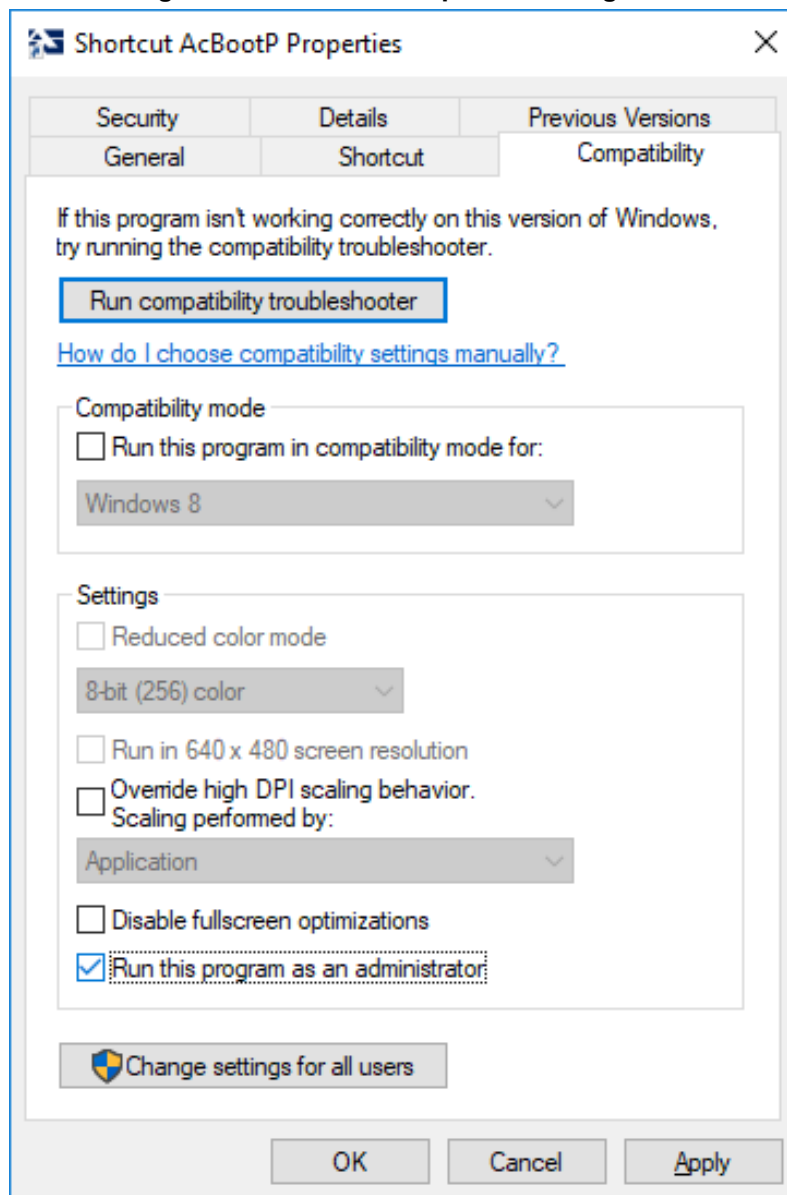 Shortcut AcBootP Properties
Security Details Previous Versions
General Shortcut Compatibility
If this program isn't working correctly on this version of Windows,
try running the compatibility troubleshooter.
Run compatibility troubleshooter
How do I choose compatibility settings manually?
Compatibility mode
Run this program in compatibility mode for:
Windows 8
Settings
Reduced color mode
8-bit (256) color
Run in 640 x 480 screen resolution
Override high DPI scaling behavior.
Scaling performed by:
Application
Disable fullscreen optimizations
Run this program as an administrator
Change settings for all users
OK Cancel Apply